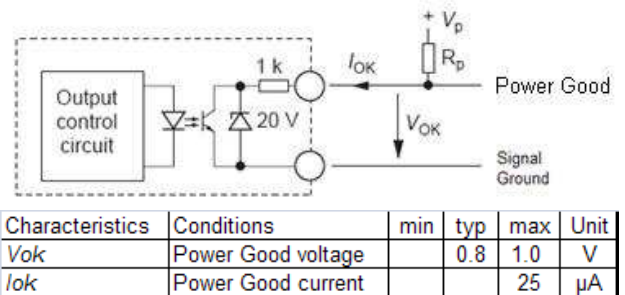 + Vp
Rp
1 k
IOK
Power Good
Output
control
circuit
20 V
VOK
Signal
Ground
Characteristics Conditions min typ max Unit
Vok Power Good voltage 0.8 1.0 V
Iok Power Good current 25 µA